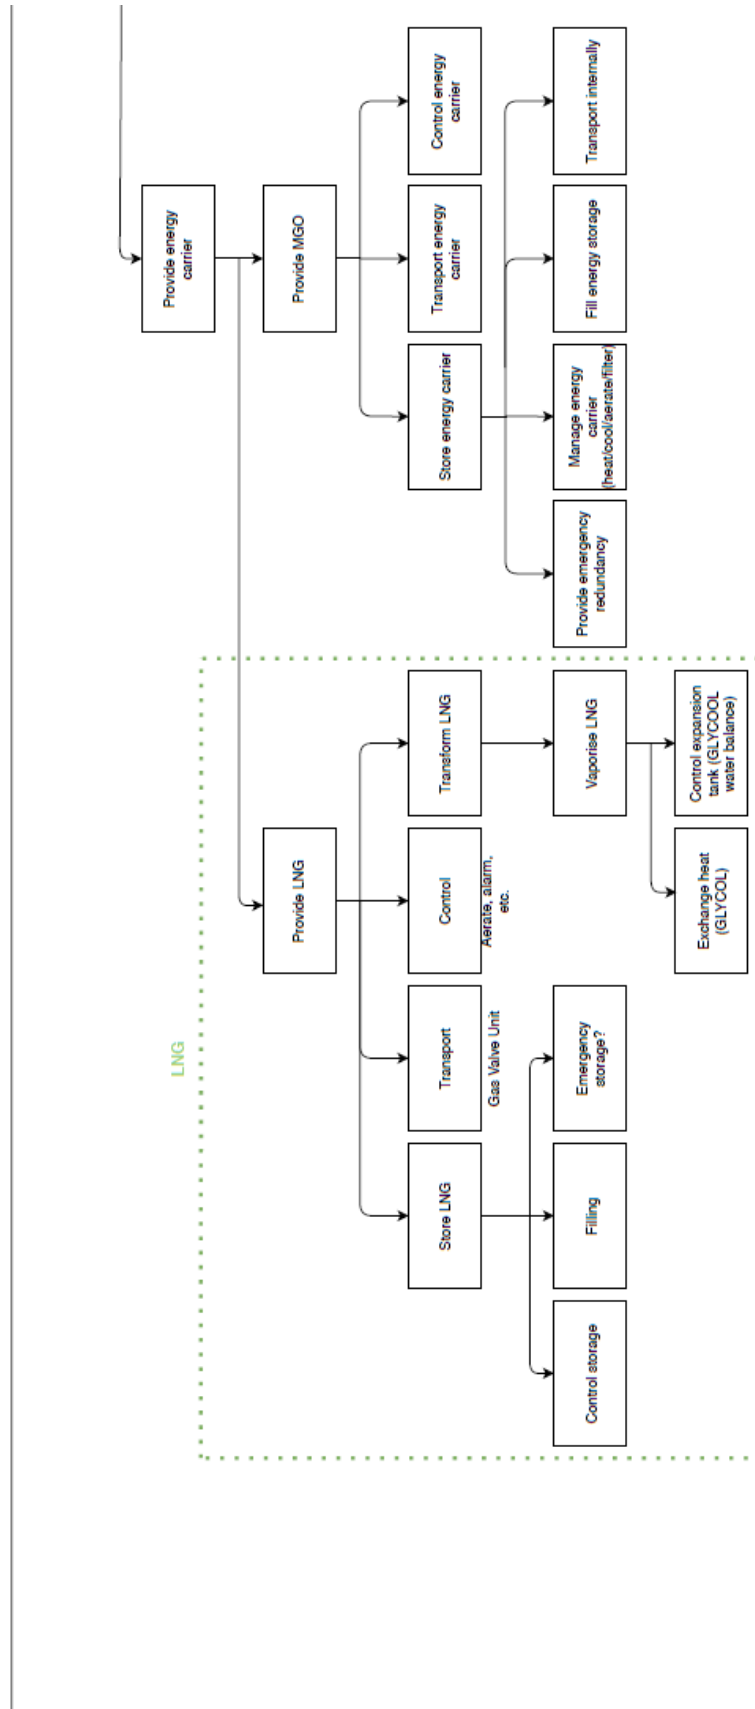 LNG
Provide energy
carrier
Provide LNG
Provide MGO
Store LNG
Transport
Gas Valve Unit
Control
Aerate, alarm,
etc.
Transform LNG
Store energy carrier
Transport energy
carrier
Control energy
carrier
Control storage
Filling
Emergency
storage?
Vaporise LNG
Provide emergency
redundancy
Manage energy
carrier
(heat/cool/aerate/filter)
Fill energy storage
Transport internally
Exchange heat
(GLYCOL)
Control expansion
tank (GLYCOOL
water balance)